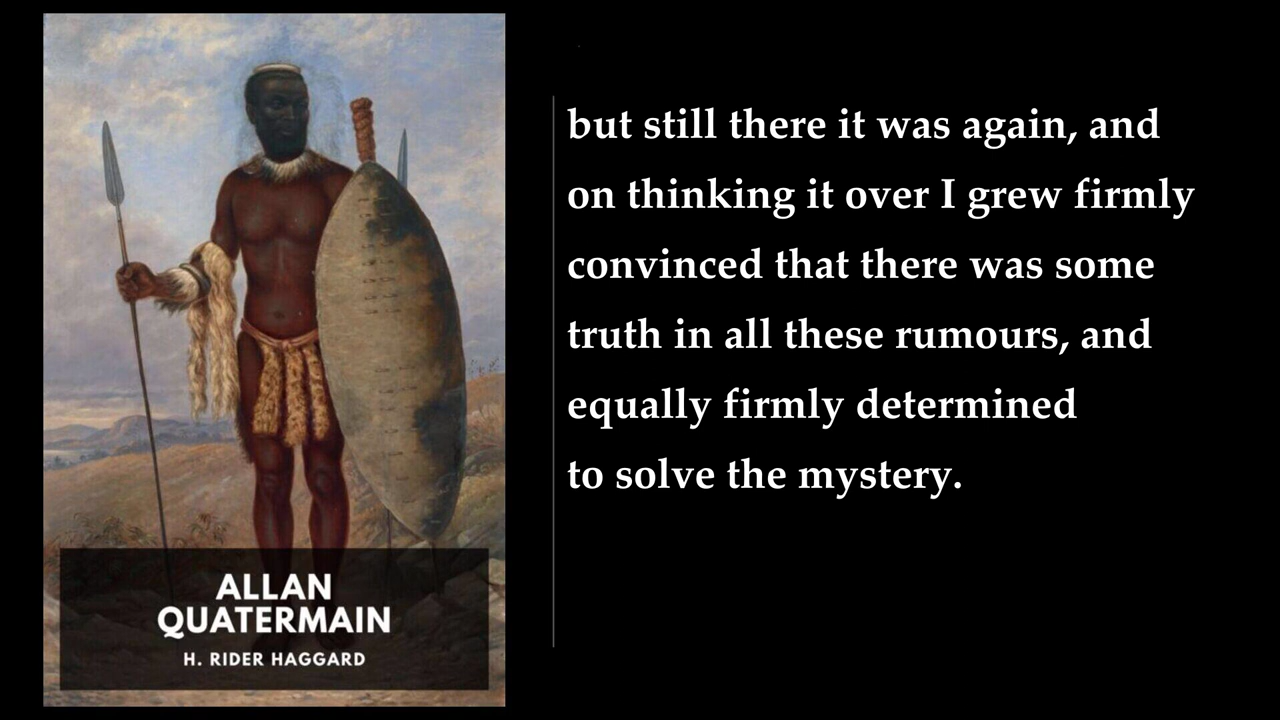 but still there it was again, and
on thinking it over I grew firmly
convinced that there was some
truth in all these rumours, and
equally firmly determined
to solve the mystery.
ALLAN
QUATERMAIN
H. RIDER HAGGARD